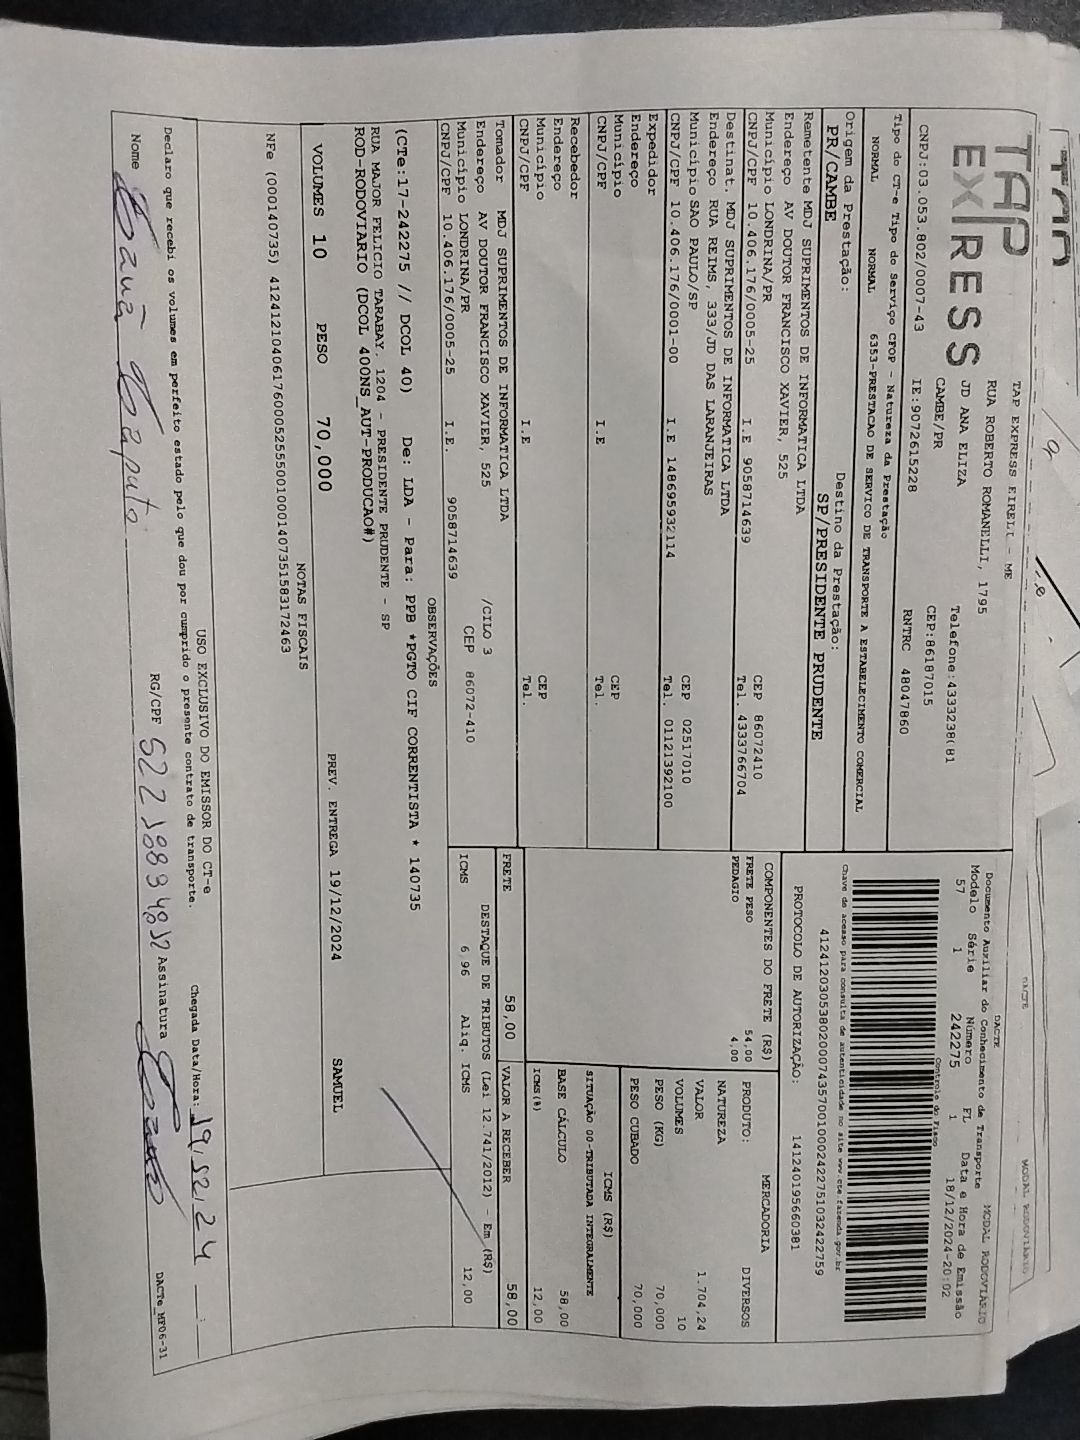 TAP
EXPRESS
TAP EXPRESS EIRELI - ME
RUA ROBERTO ROMANELLI, 1795
JD ANA ELIZA
CAMBE/PR
CEP:86187015
CNPJ:03.053.802/0007-43 IE:9072615228 RNTRC 48047860
Tipo do CT-e Tipo do Serviço CFOP - Natureza da Prestação
NORMAL NORMAL 6353-PRESTACAO DE SERVICO DE TRANSPORTE A ESTABELECIMENTO COMERCIAL
Origem da Prestação: Destino da Prestação:
PR/CAMBE SP/PRESIDENTE PRUDENTE
DACTE MODAL RODOVIÁRIO
Documento Auxiliar do Conhecimento de Transporte
Modelo Série Número FL Data e Hora de Emissão
57 1 242275 1 18/12/2024-20:02
Controle do Fisco
Chave de acesso para consulta de autenticidade no site www.cte.fazenda.gov.br
41241203053802000743570010002422751032422759
PROTOCOLO DE AUTORIZAÇÃO: 141240195660381
Remetente MDJ SUPRIMENTOS DE INFORMATICA LTDA
Endereço AV DOUTOR FRANCISCO XAVIER, 525
Município LONDRINA/PR CEP 86072410
CNPJ/CPF 10.406.176/0005-25 I.E 9058714639 Tel. 4333766704
Destinat. MDJ SUPRIMENTOS DE INFORMATICA LTDA
Endereço RUA REIMS, 333/JD DAS LARANJEIRAS
Município SAO PAULO/SP CEP 02517010
CNPJ/CPF 10.406.176/0001-00 I.E 148695932114 Tel. 01121392100
Expedidor
Endereço
Município CEP
CNPJ/CPF I.E Tel.
Recebedor
Endereço
Município CEP
CNPJ/CPF I.E Tel.
Tomador MDJ SUPRIMENTOS DE INFORMATICA LTDA
Endereço AV DOUTOR FRANCISCO XAVIER, 525 /CILO 3
Município LONDRINA/PR CEP 86072-410
CNPJ/CPF 10.406.176/0005-25 I.E. 9058714639
COMPONENTES DO FRETE (R$)
FRETE PESO 54,00
PEDAGIO 4,00
MERCADORIA
PRODUTO: DIVERSOS
NATUREZA
VALOR 1.704,24
VOLUMES 10
PESO (KG) 70,000
PESO CUBADO 70,000
ICMS (R$)
SITUAÇÃO 00-TRIBUTADA INTEGRALMENTE
BASE CÁLCULO 58,00
ICMS(%) 12,00
FRETE 58,00 VALOR A RECEBER 58,00
DESTAQUE DE TRIBUTOS (Lei 12.741/2012) - Em (R$)
ICMS 6,96 Aliq. ICMS 12,00
OBSERVAÇÕES
(CTe:17-242275 // DCOL 40) De: LDA - Para: PPB *PGTO CIF CORRENTISTA * 140735
ROD-RODOVIARIO (DCOL 400NS_AUT-PRODUCAO#)
RUA MAJOR FELICIO TARABAY, 1204 - PRESIDENTE PRUDENTE - SP
VOLUMES 10 PESO 70,000 PREV. ENTREGA 19/12/2024 SAMUEL
NOTAS FISCAIS
NFe (000140735) 41241210406176000525550010001407351583172463
USO EXCLUSIVO DO EMISSOR DO CT-e
Declaro que recebi os volumes em perfeito estado pelo que dou por cumprido o presente contrato de transporte. Chegada Data/Hora:
Nome RG/CPF Assinatura
DACTe_MF06-31